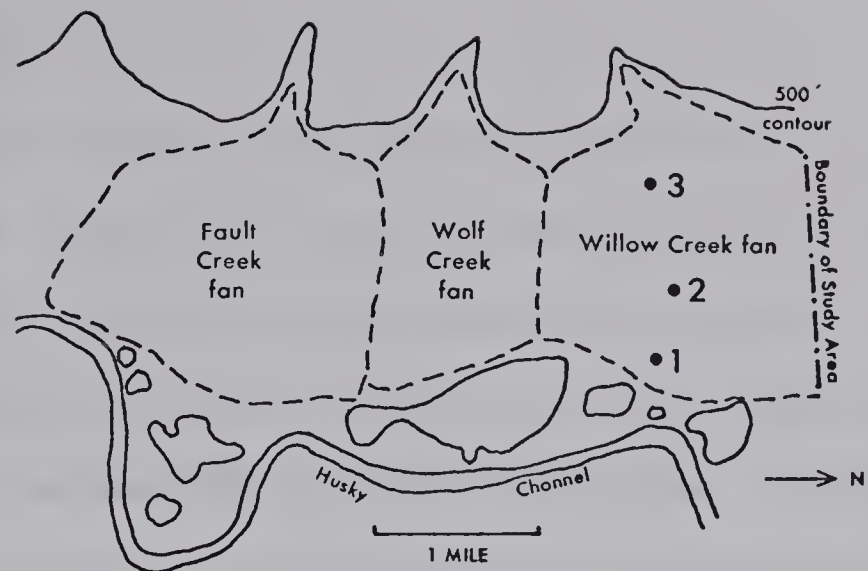 500'
contour
Boundary of Study Area
3
Fault
Creek
fan
Wolf
Creek
fan
Willow Creek fan
2
1
Husky
Chonnel
N
1 MILE